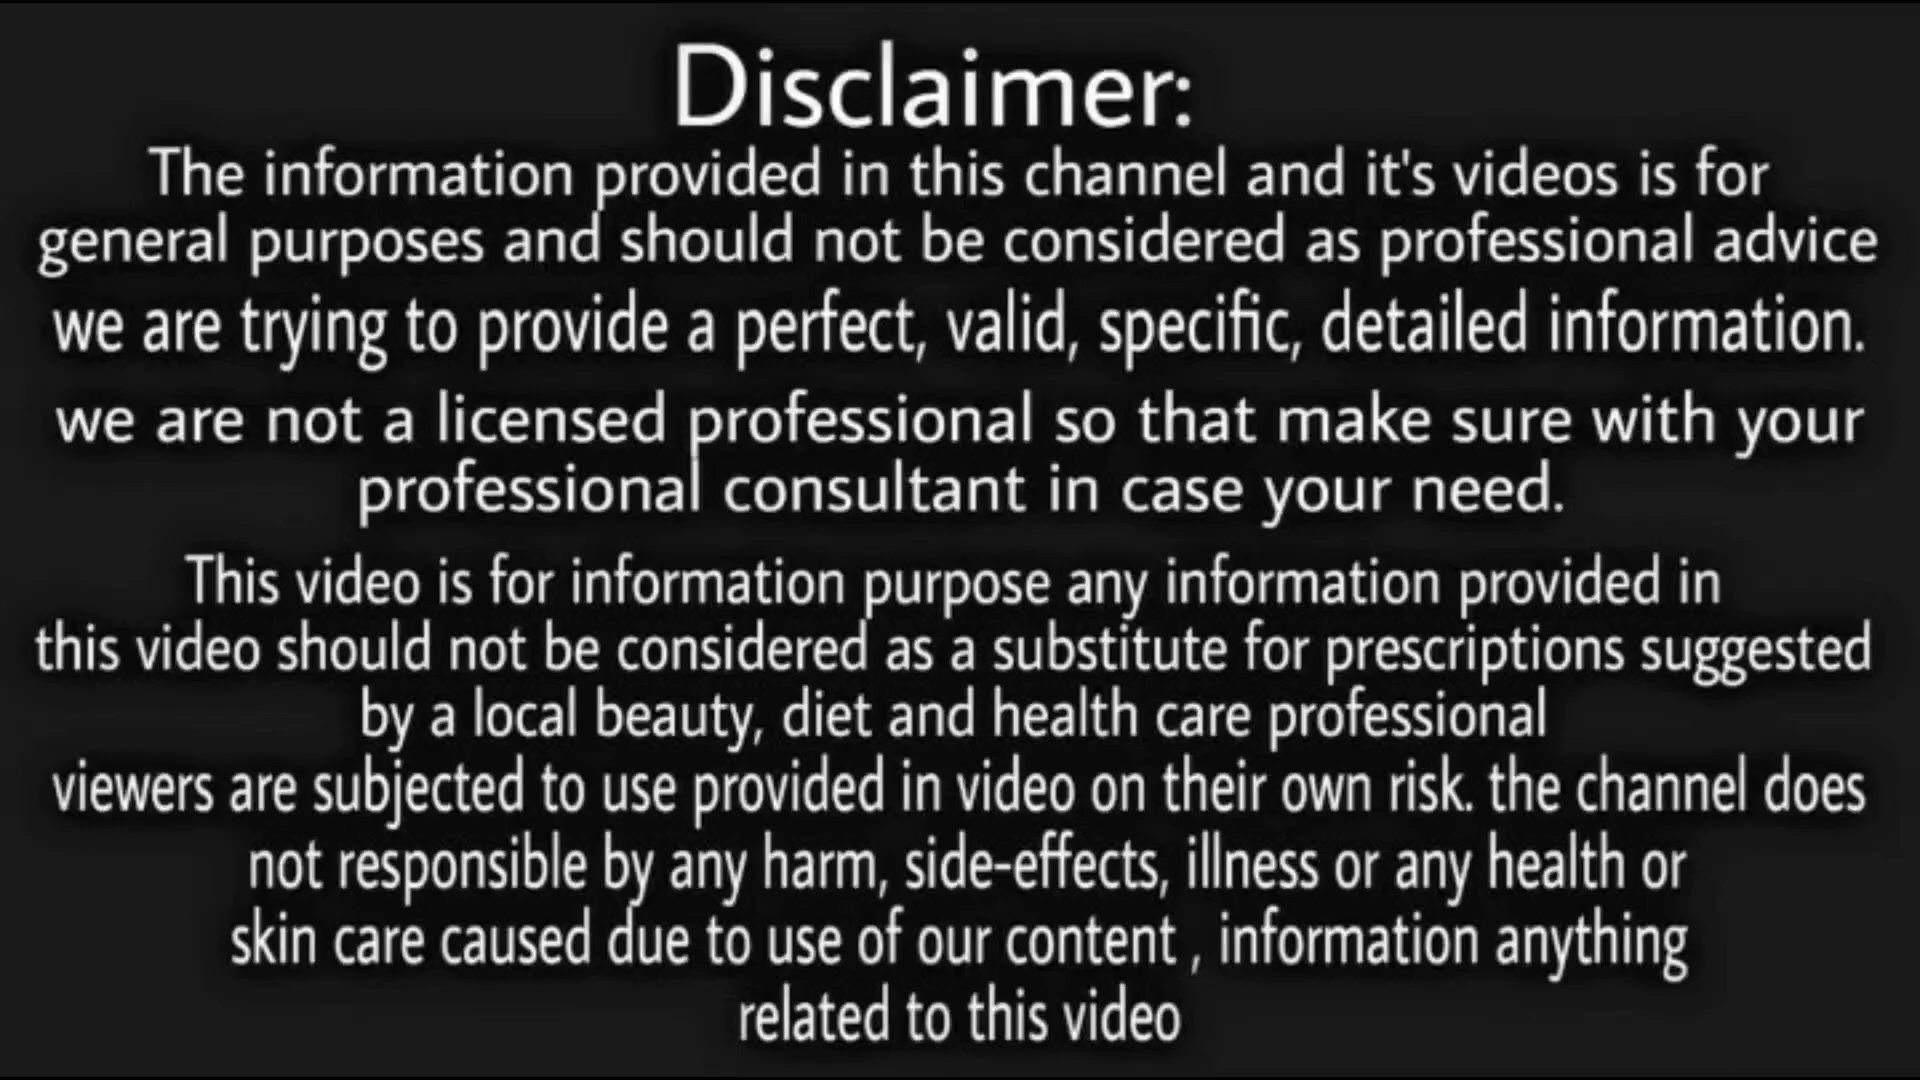 Disclaimer:
The information provided in this channel and it's videos is for
general purposes and should not be considered as professional advice
we are trying to provide a perfect, valid, specific, detailed information.
we are not a licensed professional so that make sure with your
professional consultant in case your need.
This video is for information purpose any information provided in
this video should not be considered as a substitute for prescriptions suggested
by a local beauty, diet and health care professional
viewers are subjected to use provided in video on their own risk. the channel does
not responsible by any harm, side-effects, illness or any health or
skin care caused due to use of our content , information anything
related to this video